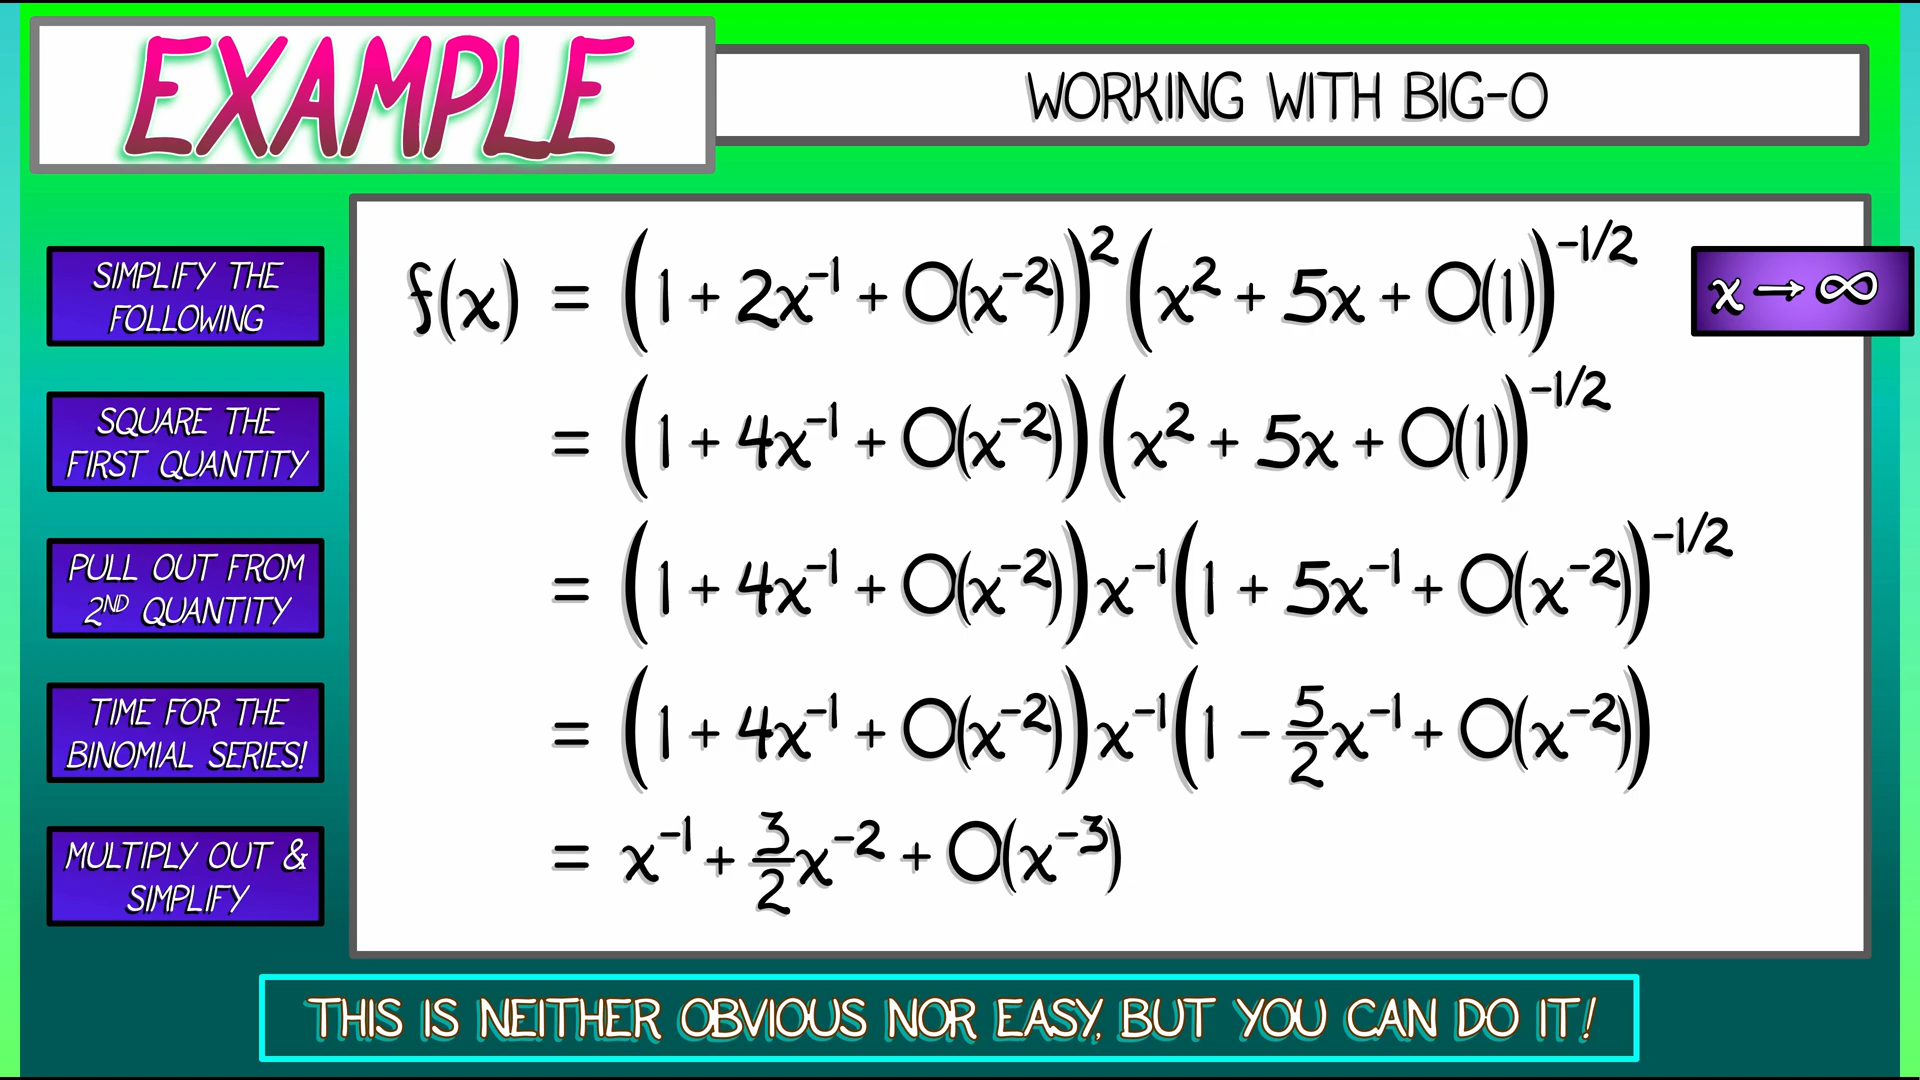 EXAMPLE
WORKING WITH BIG-O
SIMPLIFY THE
FOLLOWING
f(x) = (1 + 2x⁻¹ + O(x⁻²))² (x² + 5x + O(1))^(-1/2)
x → ∞
SQUARE THE
FIRST QUANTITY
= (1 + 4x⁻¹ + O(x⁻²)) (x² + 5x + O(1))^(-1/2)
PULL OUT FROM
2ND QUANTITY
= (1 + 4x⁻¹ + O(x⁻²)) x⁻¹ (1 + 5x⁻¹ + O(x⁻²))^(-1/2)
TIME FOR THE
BINOMIAL SERIES!
= (1 + 4x⁻¹ + O(x⁻²)) x⁻¹ (1 − 5/2 x⁻¹ + O(x⁻²))
MULTIPLY OUT &
SIMPLIFY
= x⁻¹ + 3/2 x⁻² + O(x⁻³)
THIS IS NEITHER OBVIOUS NOR EASY, BUT YOU CAN DO IT!